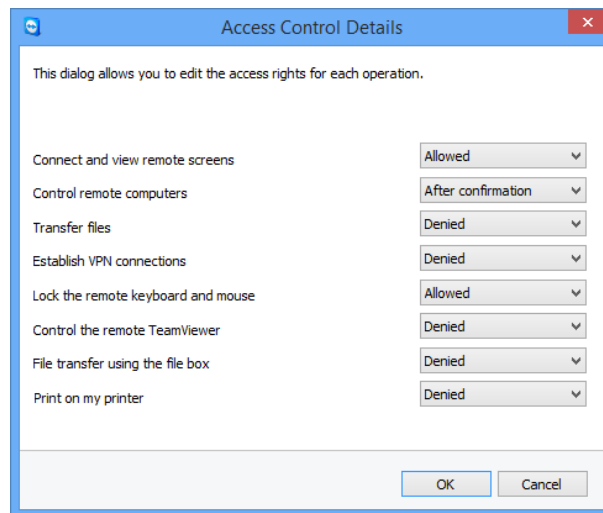 Access Control Details
This dialog allows you to edit the access rights for each operation.
Connect and view remote screens Allowed
Control remote computers After confirmation
Transfer files Denied
Establish VPN connections Denied
Lock the remote keyboard and mouse Allowed
Control the remote TeamViewer Denied
File transfer using the file box Denied
Print on my printer Denied
OK Cancel